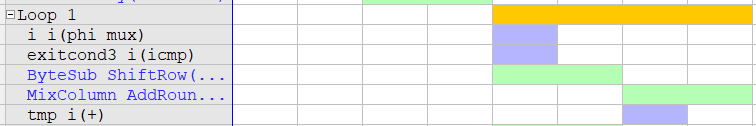 Loop 1
i i(phi mux)
exitcond3 i(icmp)
ByteSub ShiftRow(...
MixColumn AddRoun...
tmp i(+)